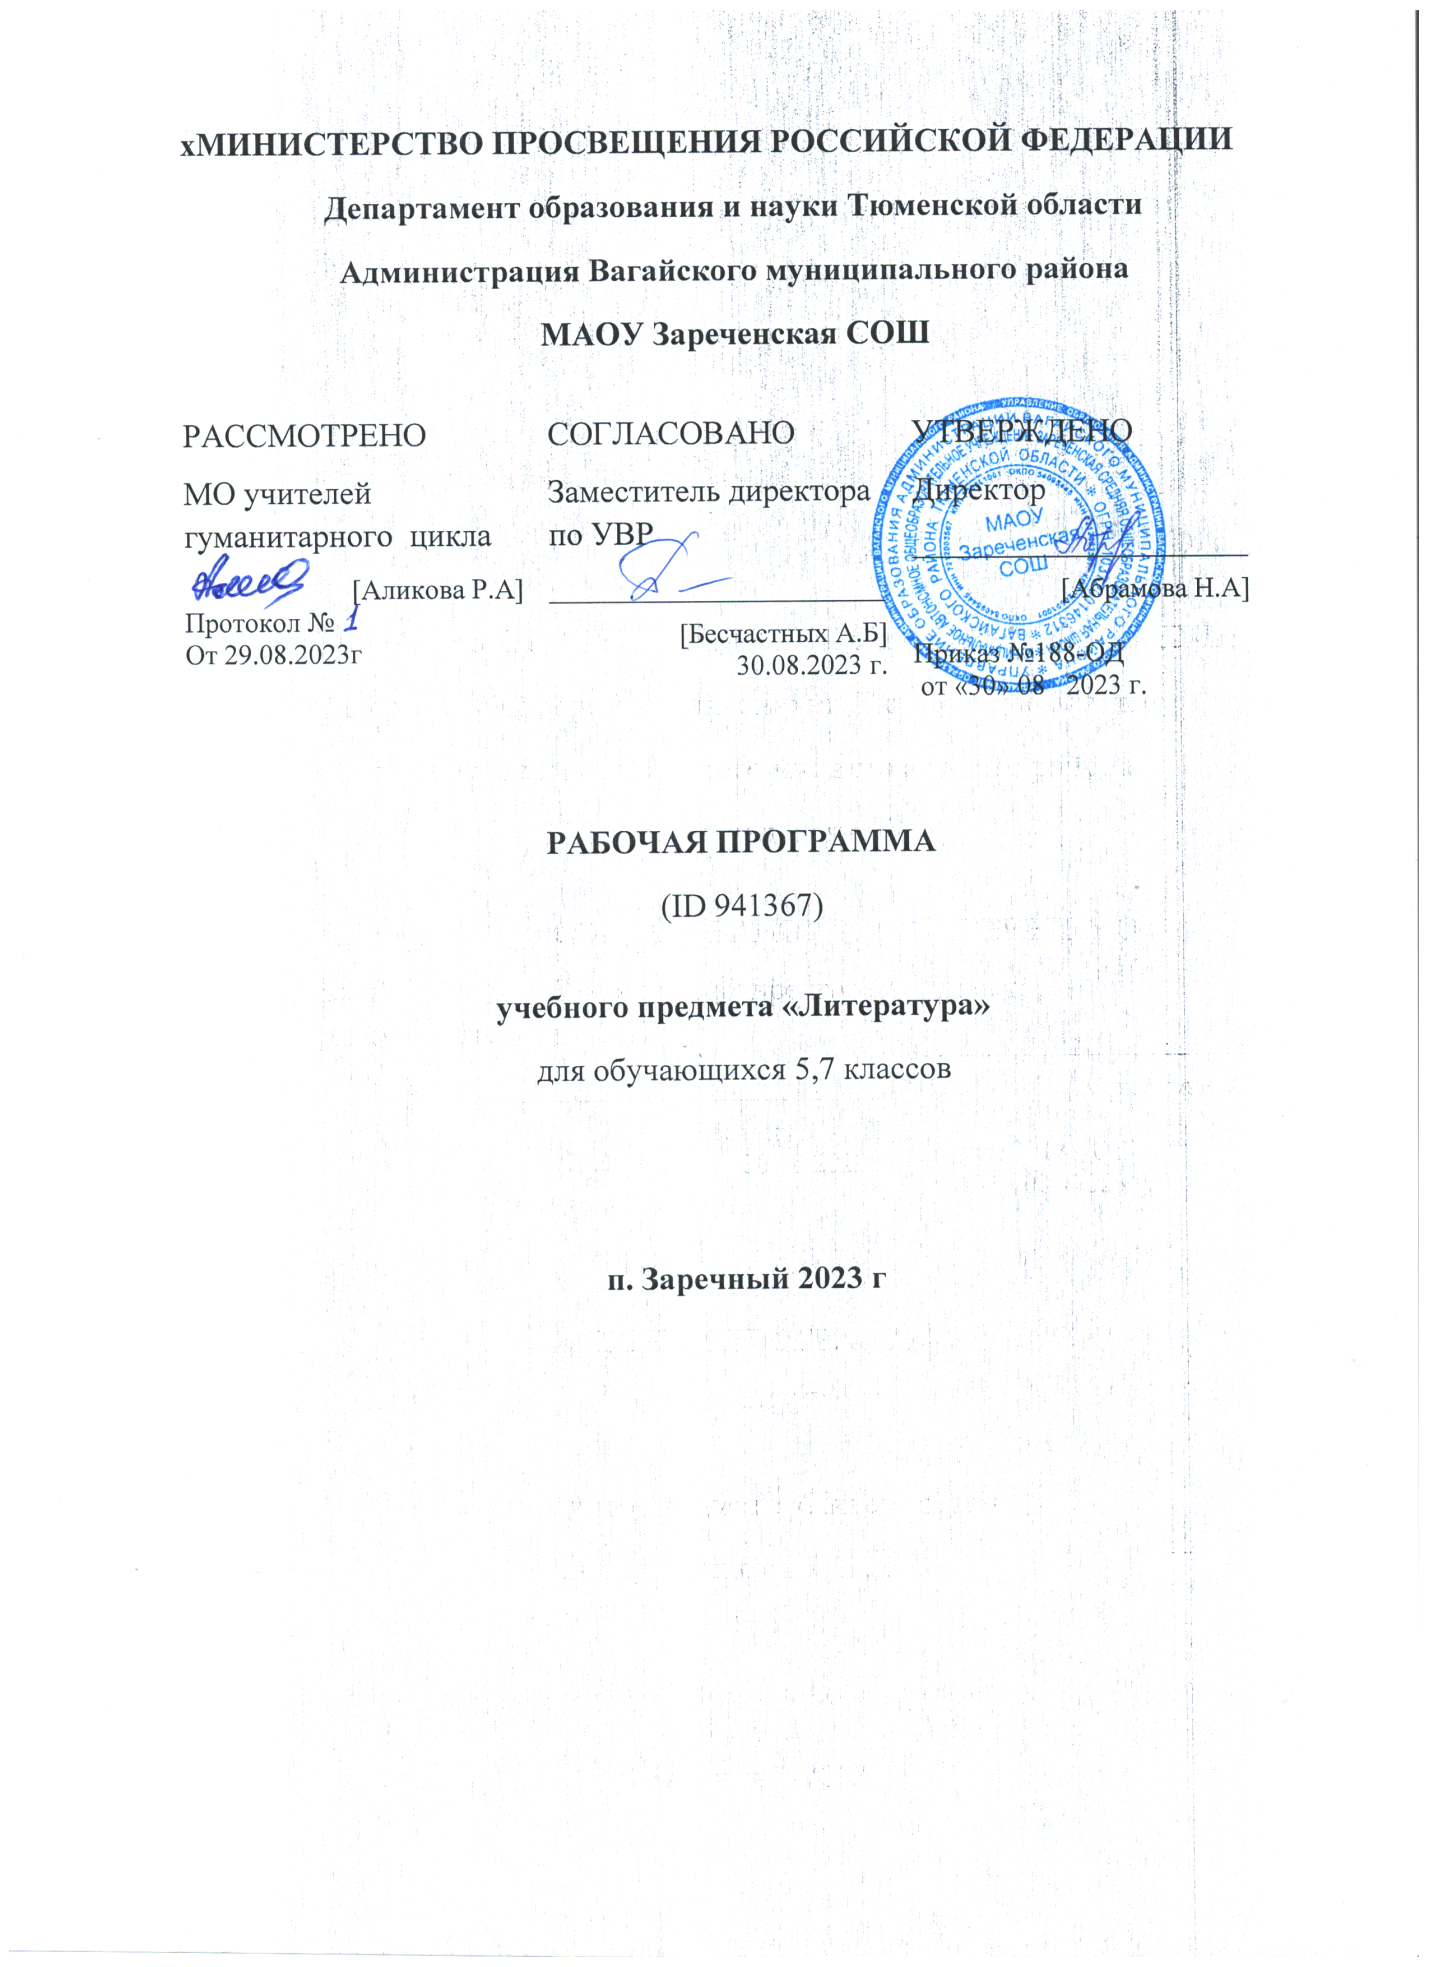 хМИНИСТЕРСТВО ПРОСВЕЩЕНИЯ РОССИЙСКОЙ ФЕДЕРАЦИИ
Департамент образования и науки Тюменской области
Администрация Вагайского муниципального района
МАОУ Зареченская СОШ
РАССМОТРЕНО
МО учителей
гуманитарного цикла
[Аликова Р.А]
Протокол № 1
От 29.08.2023г
СОГЛАСОВАНО
Заместитель директора
по УВР
[Бесчастных А.Б]
30.08.2023 г.
УТВЕРЖДЕНО
Директор
[Абрамова Н.А]
Приказ №188-ОД
от «30» 08 2023 г.
МАОУ
Зареченская
СОШ
РАБОЧАЯ ПРОГРАММА
(ID 941367)
учебного предмета «Литература»
для обучающихся 5,7 классов
п. Заречный 2023 г